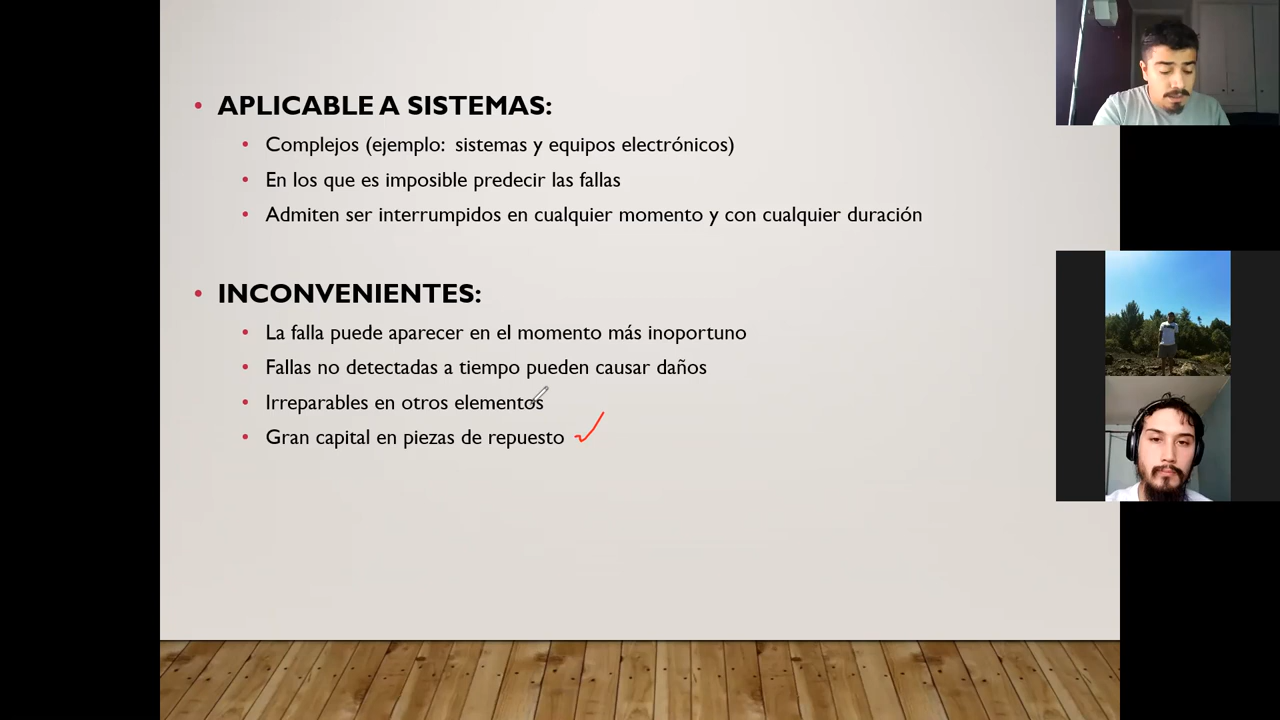 • APLICABLE A SISTEMAS:
• Complejos (ejemplo: sistemas y equipos electrónicos)
• En los que es imposible predecir las fallas
• Admiten ser interrumpidos en cualquier momento y con cualquier duración
• INCONVENIENTES:
• La falla puede aparecer en el momento más inoportuno
• Fallas no detectadas a tiempo pueden causar daños
• Irreparables en otros elementos
• Gran capital en piezas de repuesto